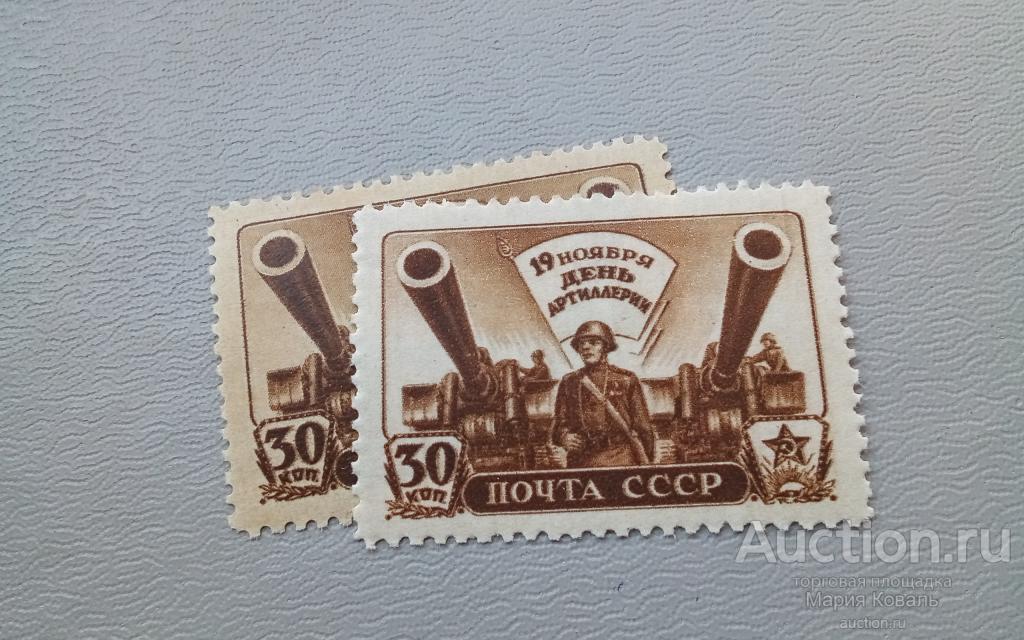 19 НОЯБРЯ
ДЕНЬ
АРТИЛЛЕРИИ
30
КОП.
30
КОП.
ПОЧТА СССР
Auction.ru
торговая площадка
Мария Коваль
auction.ru